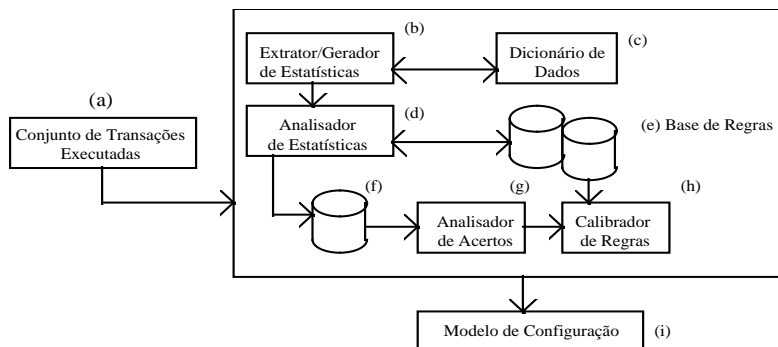 (b)
Extrator/Gerador
de Estatísticas
Dicionário de
Dados
(c)
(a)
Conjunto de Transações
Executadas
(d)
Analisador
de Estatísticas
(e) Base de Regras
(f)
(g)
Analisador
de Acertos
(h)
Calibrador
de Regras
Modelo de Configuração
(i)